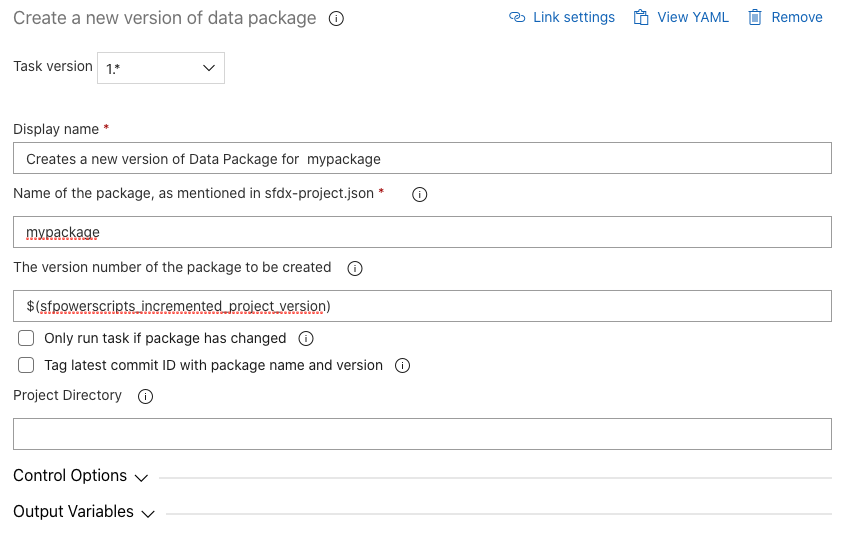 Create a new version of data package
Link settings View YAML Remove
Task version 1.*
Display name *
Creates a new version of Data Package for  mypackage
Name of the package, as mentioned in sfdx-project.json *
mypackage
The version number of the package to be created
$(sfpowerscripts_incremented_project_version)
Only run task if package has changed
Tag latest commit ID with package name and version
Project Directory
Control Options
Output Variables